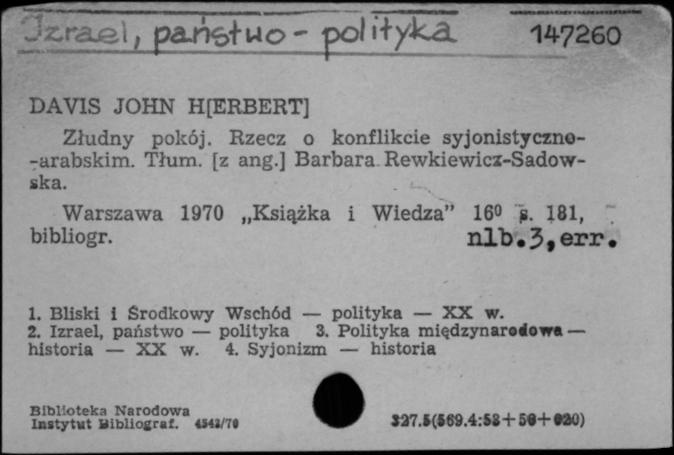 Izrael, państwo - polityka 147260
DAVIS JOHN H[ERBERT]
Złudny pokój. Rzecz o konflikcie syjonistyczno-
-arabskim. Tłum. [z ang.] Barbara Rewkiewicz-Sadow-
ska.
Warszawa 1970 „Książka i Wiedza” 16⁰ s. 181,
bibliogr. nlb.3,err.
1. Bliski i Środkowy Wschód — polityka — XX w.
2. Izrael, państwo — polityka 3. Polityka międzynarodowa —
historia — XX w. 4. Syjonizm — historia
Biblioteka Narodowa
Instytut Bibliograf. 4543/70 327.5(569.4:53+56+620)